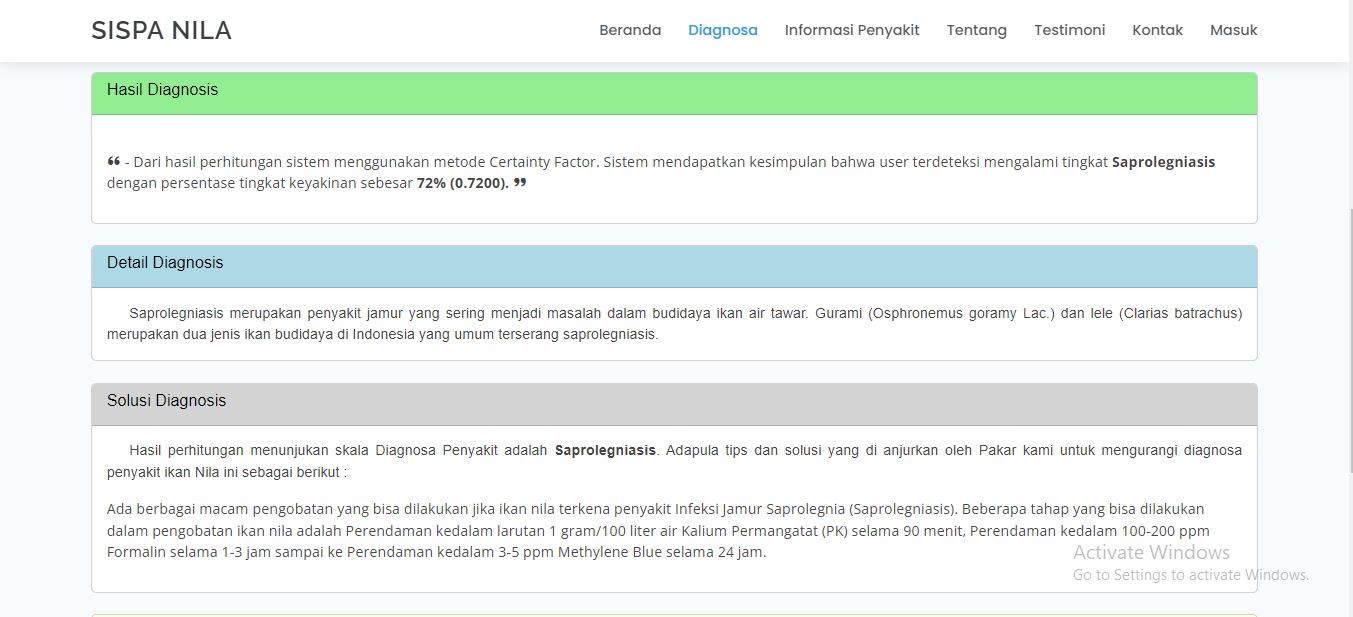 SISPA NILA
Beranda Diagnosa Informasi Penyakit Tentang Testimoni Kontak Masuk
Hasil Diagnosis
❝ - Dari hasil perhitungan sistem menggunakan metode Certainty Factor. Sistem mendapatkan kesimpulan bahwa user terdeteksi mengalami tingkat Saprolegniasis
dengan persentase tingkat keyakinan sebesar 72% (0.7200). ❞
Detail Diagnosis
Saprolegniasis merupakan penyakit jamur yang sering menjadi masalah dalam budidaya ikan air tawar. Gurami (Osphronemus goramy Lac.) dan lele (Clarias batrachus)
merupakan dua jenis ikan budidaya di Indonesia yang umum terserang saprolegniasis.
Solusi Diagnosis
Hasil perhitungan menunjukan skala Diagnosa Penyakit adalah Saprolegniasis. Adapula tips dan solusi yang di anjurkan oleh Pakar kami untuk mengurangi diagnosa
penyakit ikan Nila ini sebagai berikut :
Ada berbagai macam pengobatan yang bisa dilakukan jika ikan nila terkena penyakit Infeksi Jamur Saprolegnia (Saprolegniasis). Beberapa tahap yang bisa dilakukan
dalam pengobatan ikan nila adalah Perendaman kedalam larutan 1 gram/100 liter air Kalium Permangatat (PK) selama 90 menit, Perendaman kedalam 100-200 ppm
Formalin selama 1-3 jam sampai ke Perendaman kedalam 3-5 ppm Methylene Blue selama 24 jam.
Activate Windows
Go to Settings to activate Windows.